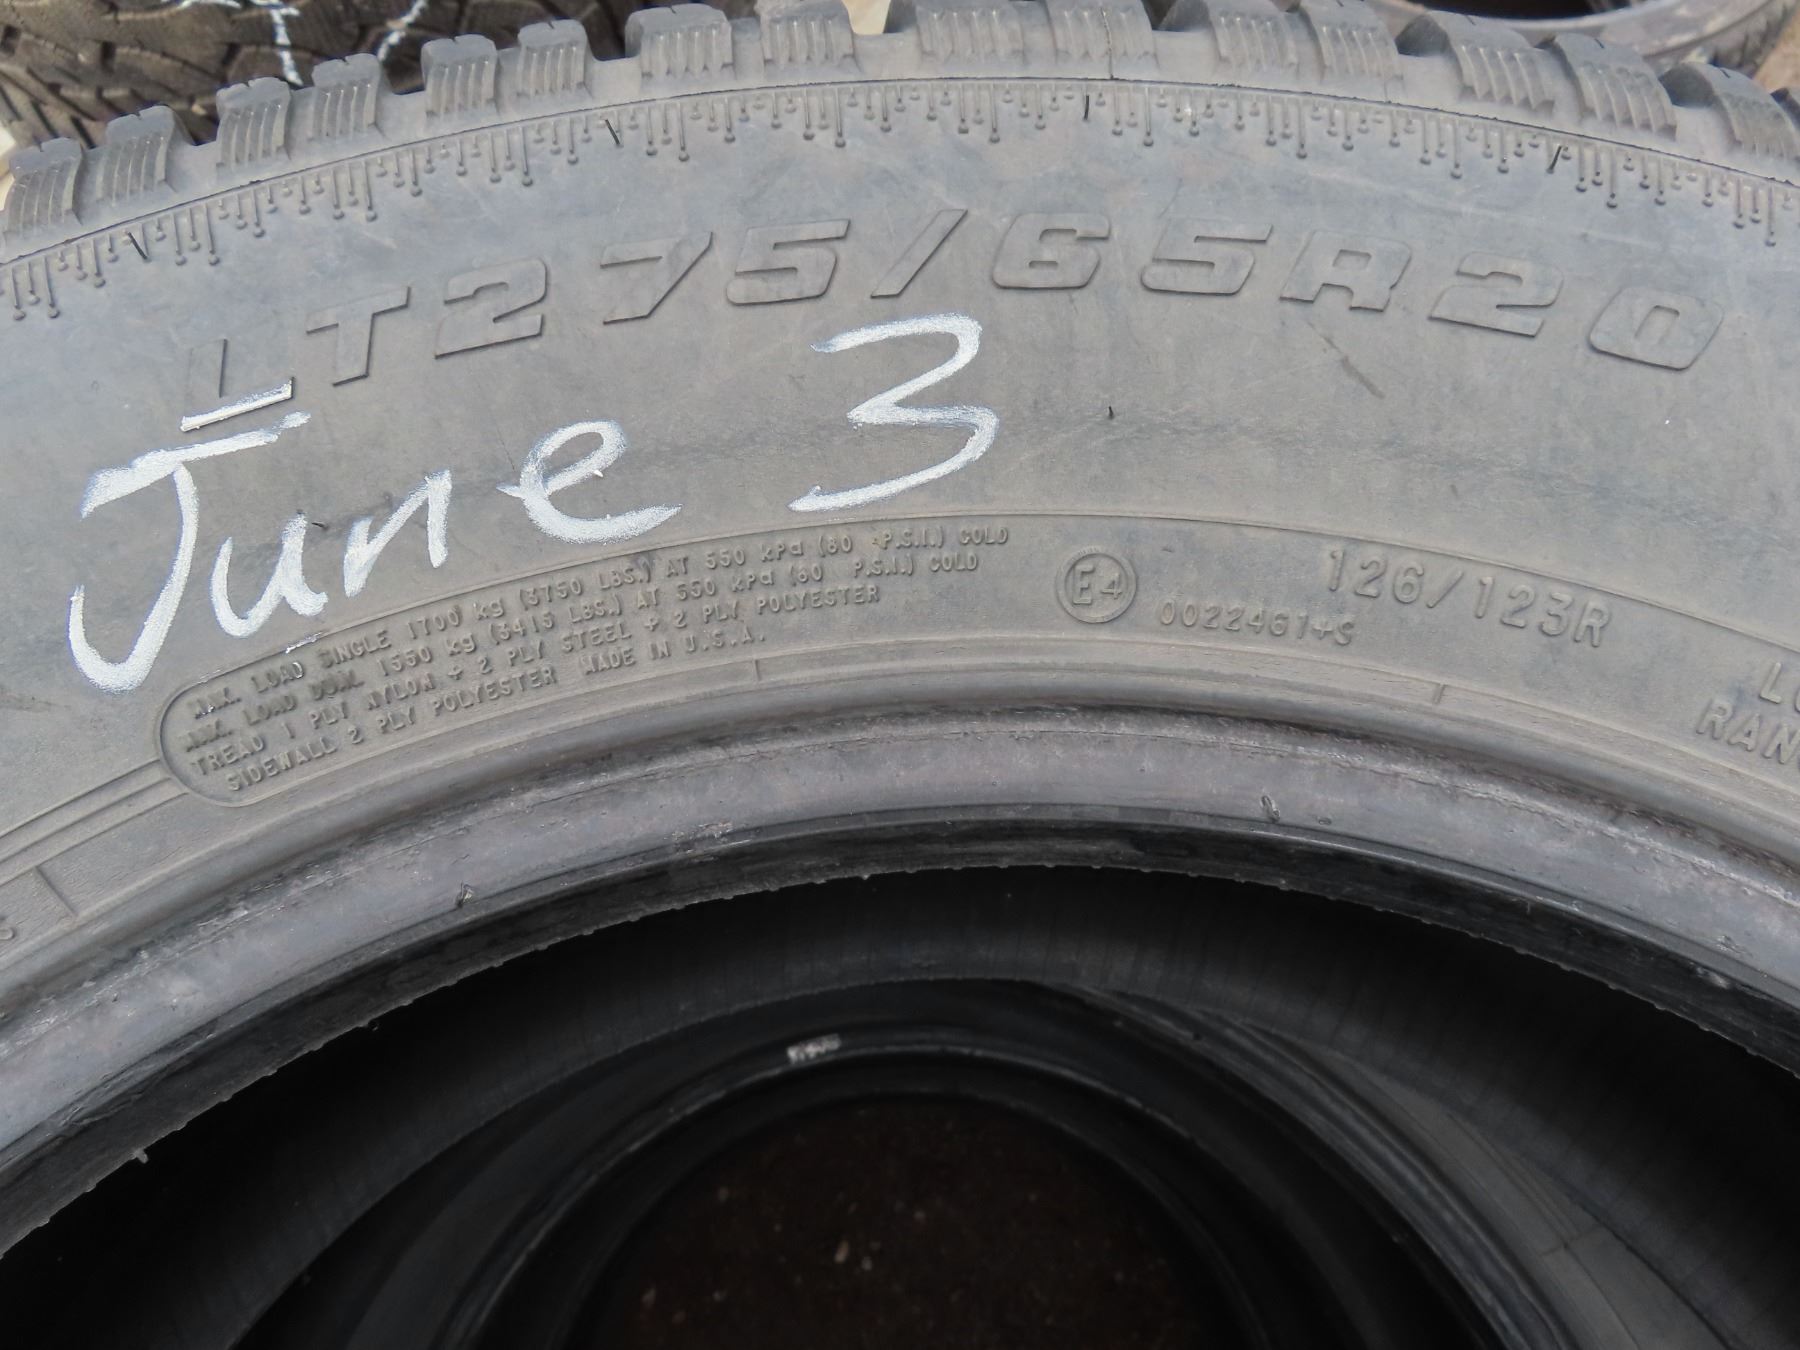 LT275/65R20
June 3
MAX. LOAD SINGLE 1700 kg (3750 LBS.) AT 550 kPa (80 P.S.I.) COLD
MAX. LOAD DUAL 1550 kg (3415 LBS.) AT 550 kPa (80 P.S.I.) COLD
TREAD 1 PLY NYLON + 2 PLY STEEL + 2 PLY POLYESTER
SIDEWALL 2 PLY POLYESTER MADE IN U.S.A.
E4
0022461+S
126/123R